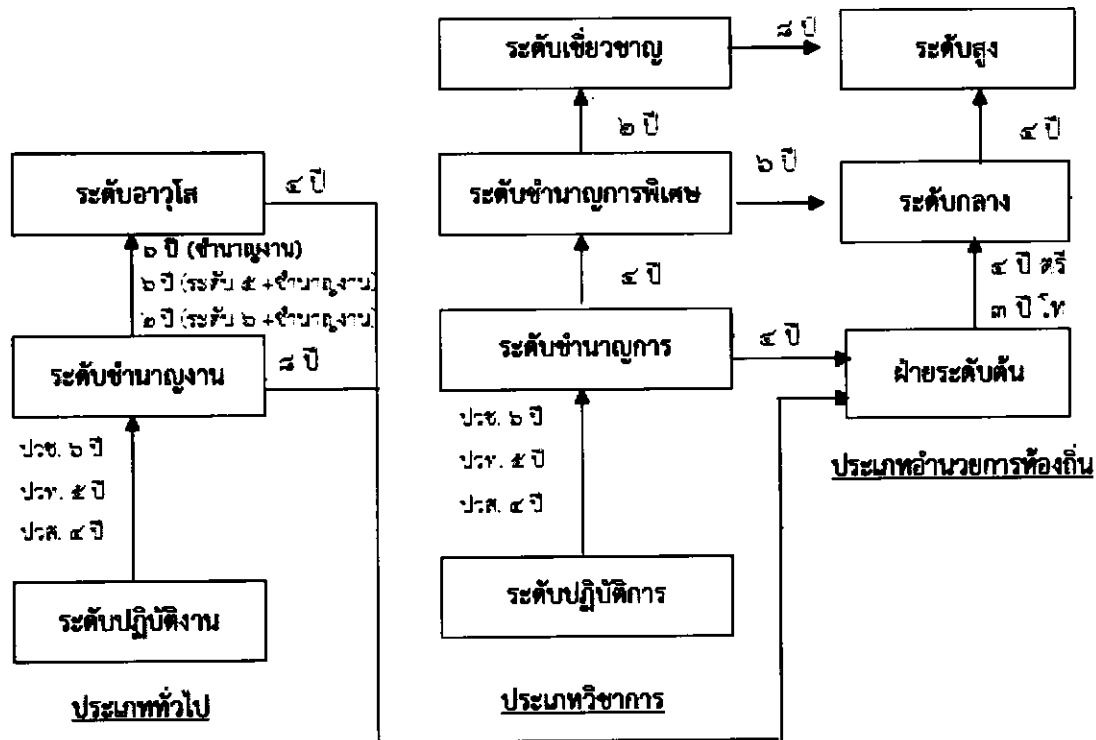 ระดับเชี่ยวชาญ
๘ ปี
ระดับสูง
๒ ปี
๔ ปี
ระดับอาวุโส
๔ ปี
ระดับชำนาญการพิเศษ
๖ ปี
ระดับกลาง
๖ ปี (ชำนาญงาน)
๖ ปี (ระดับ ๕ +ชำนาญงาน)
๒ ปี (ระดับ ๖ +ชำนาญงาน)
๔ ปี
๔ ปี ตรี
๓ ปี โท
ระดับชำนาญงาน
๘ ปี
ระดับชำนาญการ
๔ ปี
ฝ่ายระดับต้น
ปวช. ๖ ปี
ปวท. ๕ ปี
ปวส. ๔ ปี
ปวช. ๖ ปี
ปวท. ๕ ปี
ปวส. ๔ ปี
ประเภทอำนวยการท้องถิ่น
ระดับปฏิบัติงาน
ระดับปฏิบัติการ
ประเภททั่วไป
ประเภทวิชาการ